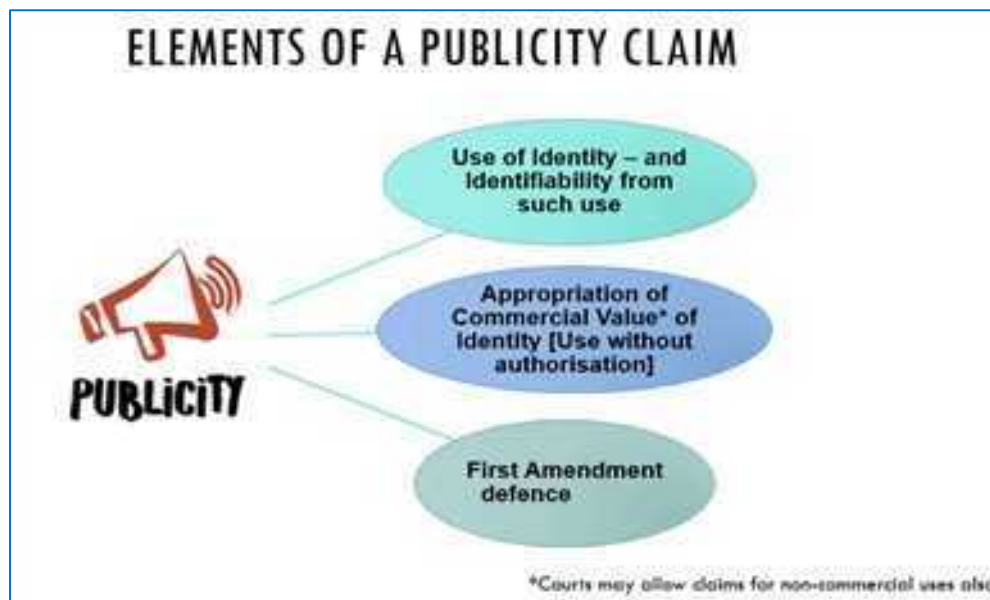 ELEMENTS OF A PUBLICITY CLAIM
Use of Identity – and
Identifiability from
such use
Appropriation of
Commercial Value* of
Identity [Use without
authorisation]
PUBLiCiTY
First Amendment
defence
*Courts may allow claims for non-commercial uses also